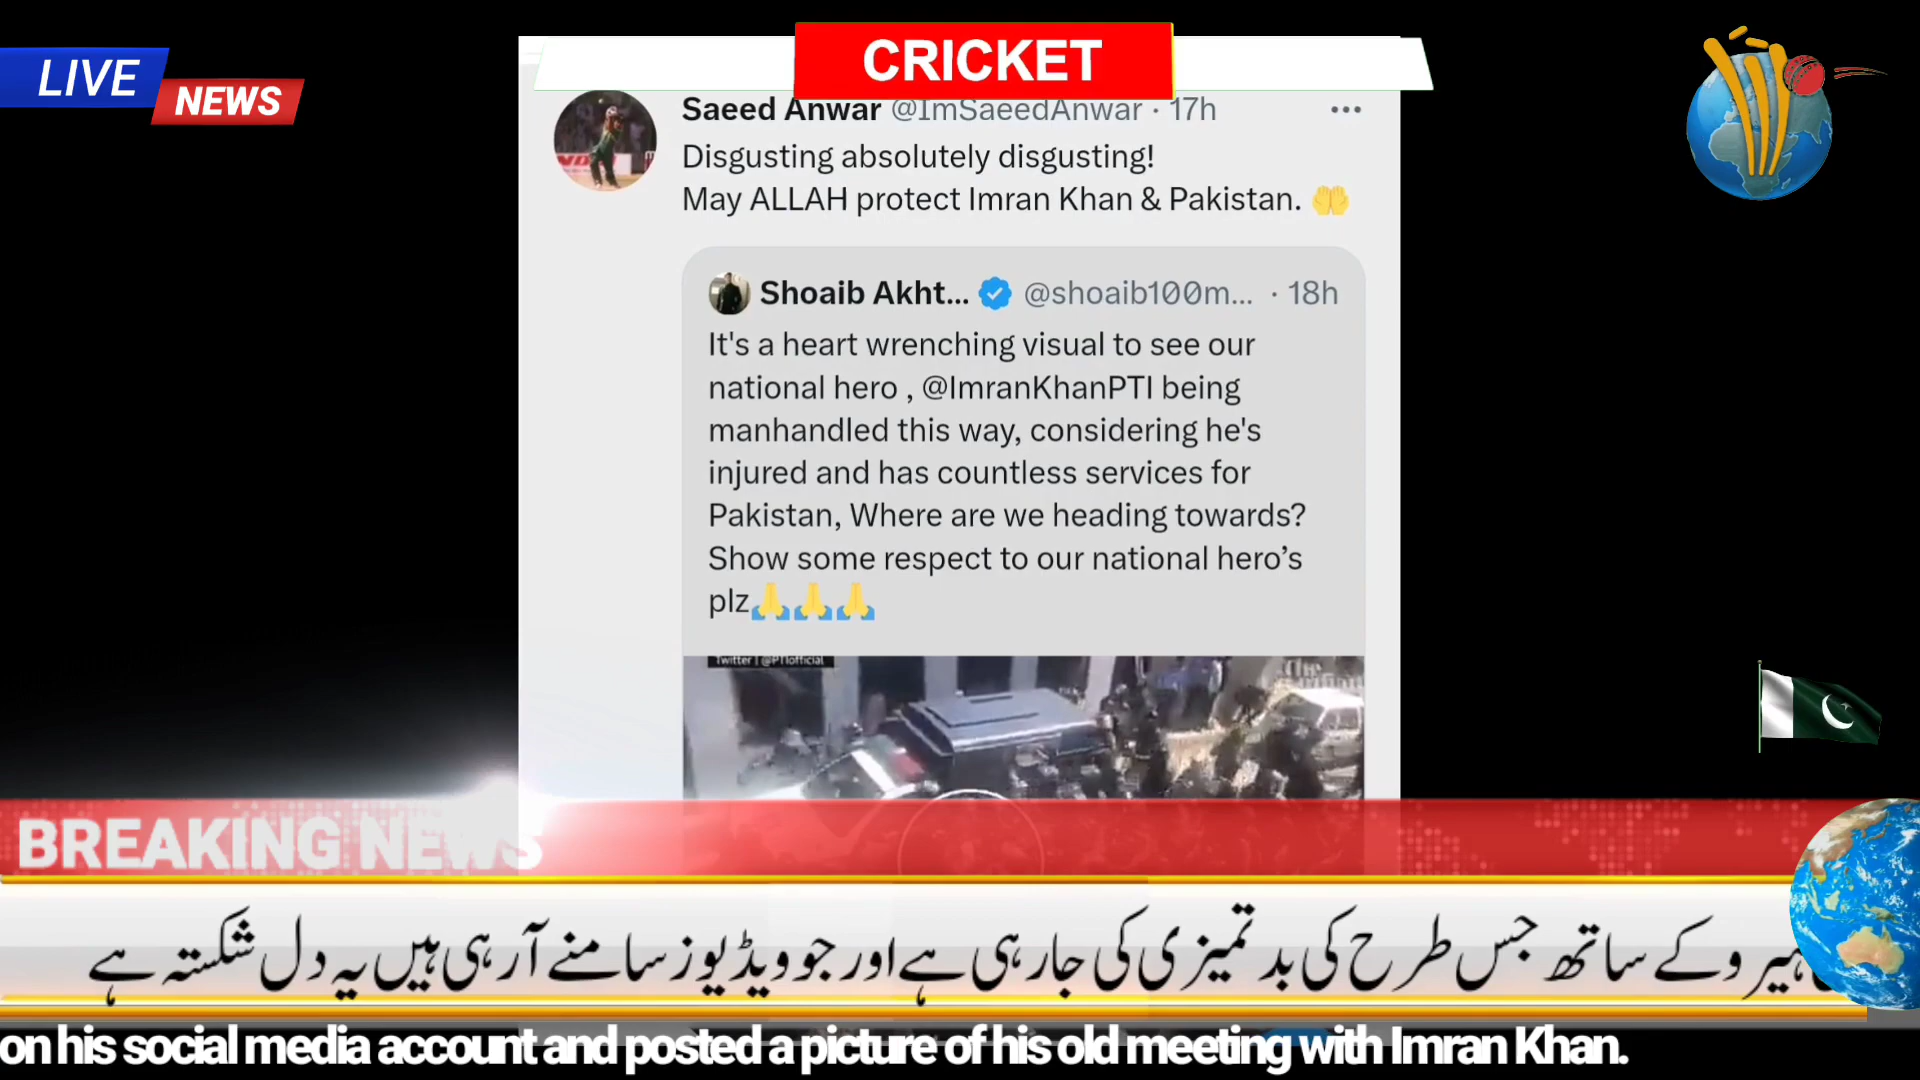 CRICKET
LIVE
NEWS
Saeed Anwar @ImSaeedAnwar · 17h
Disgusting absolutely disgusting!
May ALLAH protect Imran Khan & Pakistan. 🤲
Shoaib Akht... @shoaib100m... · 18h
It's a heart wrenching visual to see our
national hero , @ImranKhanPTI being
manhandled this way, considering he's
injured and has countless services for
Pakistan, Where are we heading towards?
Show some respect to our national hero’s
plz🙏🙏🙏
Twitter | @PTIofficial
BREAKING NEWS
ہیرو کے ساتھ جس طرح کی بدتمیزی کی جارہی ہے اور جو ویڈیوز سامنے آرہی ہیں یہ دل شکستہ ہے
on his social media account and posted a picture of his old meeting with Imran Khan.